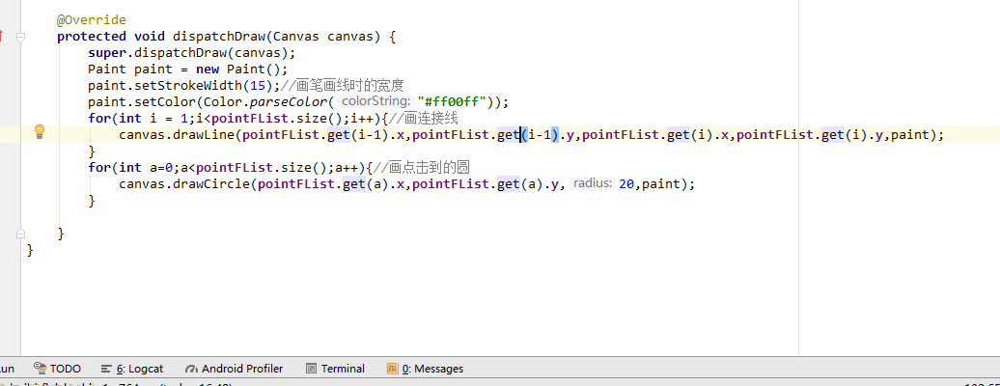 @Override
protected void dispatchDraw(Canvas canvas) {
super.dispatchDraw(canvas);
Paint paint = new Paint();
paint.setStrokeWidth(15);//画笔画线时的宽度
paint.setColor(Color.parseColor( colorString: "#ff00ff"));
for(int i = 1;i<pointFList.size();i++){//画连接线
canvas.drawLine(pointFList.get(i-1).x,pointFList.get(i-1).y,pointFList.get(i).x,pointFList.get(i).y,paint);
}
for(int a=0;a<pointFList.size();a++){//画点击到的圆
canvas.drawCircle(pointFList.get(a).x,pointFList.get(a).y, radius: 20,paint);
}
}
}
TODO 6: Logcat Android Profiler Terminal 0: Messages